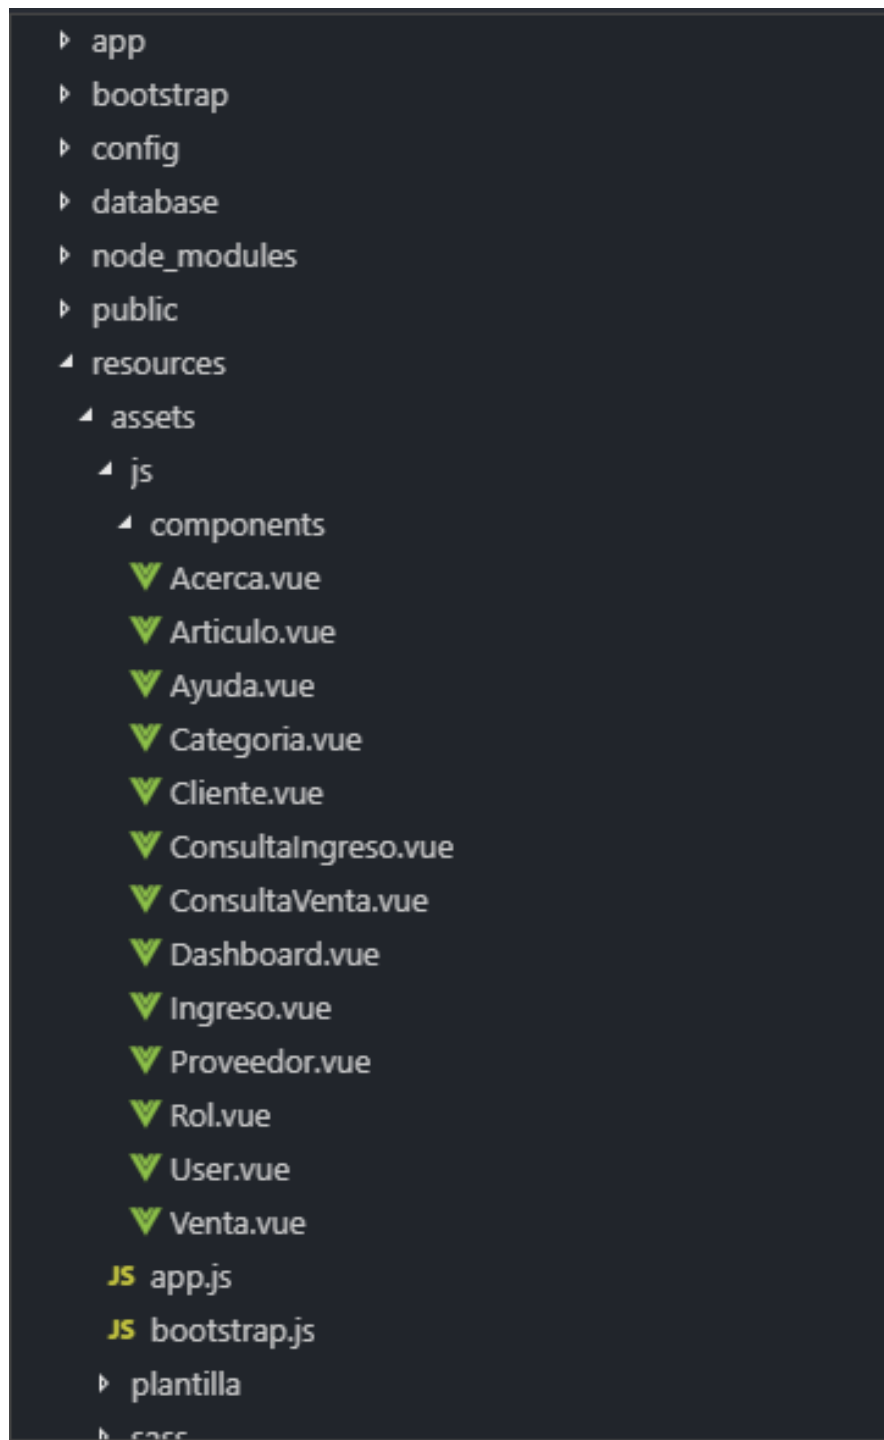 app
bootstrap
config
database
node_modules
public
resources
assets
js
components
Acerca.vue
Articulo.vue
Ayuda.vue
Categoria.vue
Cliente.vue
ConsultaIngreso.vue
ConsultaVenta.vue
Dashboard.vue
Ingreso.vue
Proveedor.vue
Rol.vue
User.vue
Venta.vue
JS app.js
JS bootstrap.js
plantilla
sass